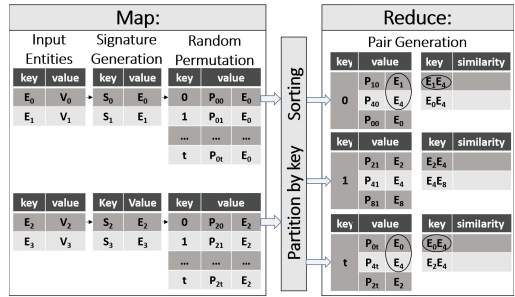 Map:
Input Entities
Signature Generation
Random Permutation
key value
E0 V0
E1 V1
key value
S0 E0
S1 E1
key value
0 P00 E0
1 P01 E0
... ... ...
t P0t E0
key value
E2 V2
E3 V3
key value
S2 E2
S3 E3
key value
0 P20 E2
1 P21 E2
... ... ...
t P2t E2
Partition by key
Sorting
Reduce:
Pair Generation
key value
0
P10 E1
P40 E4
P00 E0
key similarity
E1E4
E0E4
key value
1
P21 E2
P41 E4
P81 E8
key similarity
E2E4
E4E8
key value
t
P0t E0
P4t E4
P2t E2
key similarity
E0E4
E2E4